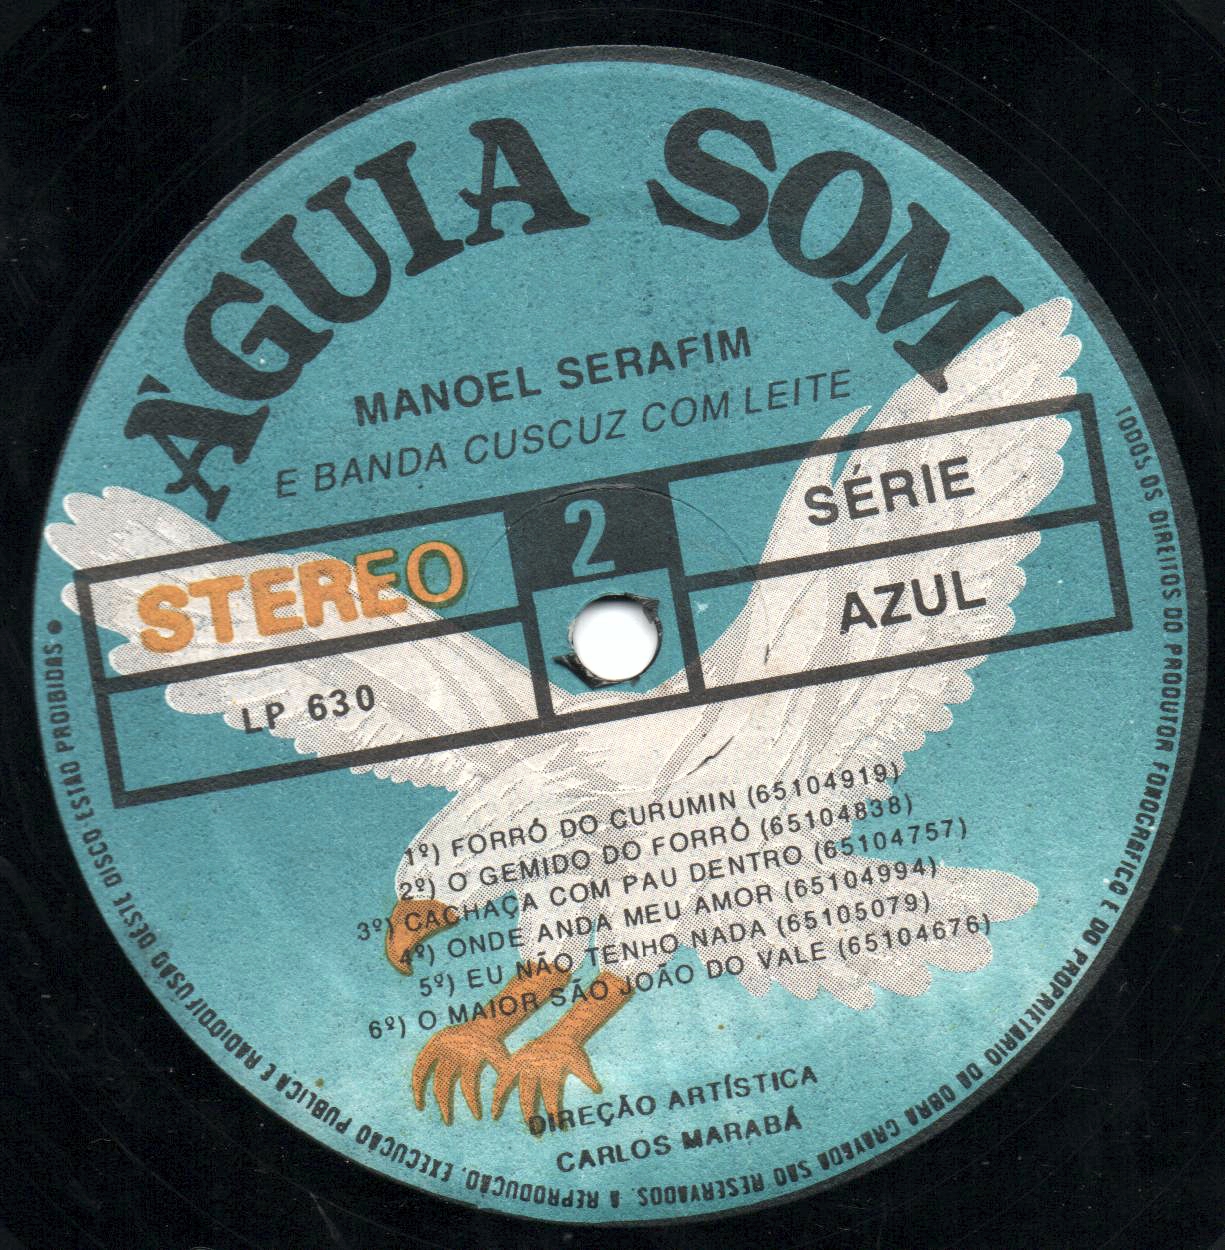 ÁGUIA SOM
MANOEL SERAFIM
E BANDA CUSCUZ COM LEITE
STEREO
2
SÉRIE
LP 630
AZUL
1º) FORRÓ DO CURUMIN (65104919)
2º) O GEMIDO DO FORRÓ (65104838)
3º) CACHAÇA COM PAU DENTRO (65104757)
4º) ONDE ANDA MEU AMOR (65104994)
5º) EU NÃO TENHO NADA (65105079)
6º) O MAIOR SÃO JOÃO DO VALE (65104676)
DIREÇÃO ARTÍSTICA
CARLOS MARABÁ
TODOS OS DIREITOS DO PRODUTOR FONOGRAFICO E DO PROPRIETARIO DA OBRA GRAVADA SÃO RESERVADOS. A REPRODUÇÃO, EXECUÇÃO PUBLICA E RADIODIFUSÃO DESTE DISCO ESTÃO PROIBIDAS ●